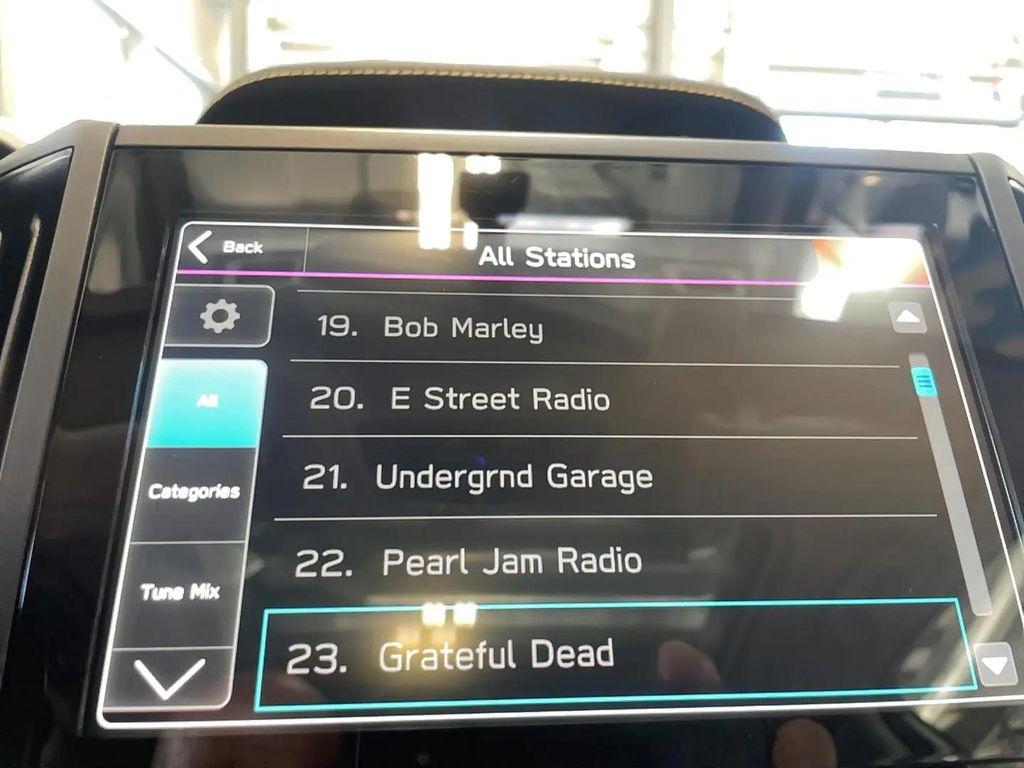 Back
All Stations
19. Bob Marley
20. E Street Radio
All
21. Undergrnd Garage
Categories
22. Pearl Jam Radio
Tune Mix
23. Grateful Dead